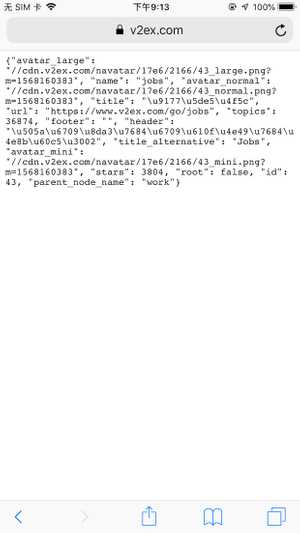 无 SIM 卡 下午9:13 100%
v2ex.com
{"avatar_large":
"//cdn.v2ex.com/navatar/17e6/2166/43_large.png?
m=1568160383", "name": "jobs", "avatar_normal":
"//cdn.v2ex.com/navatar/17e6/2166/43_normal.png?
m=1568160383", "title": "\u9177\u5de5\u4f5c",
"url": "https://www.v2ex.com/go/jobs", "topics":
36874, "footer": "", "header":
"\u505a\u6709\u8da3\u7684\u6709\u610f\u4e49\u7684\u
4e8b\u60c5\u3002", "title_alternative": "Jobs",
"avatar_mini":
"//cdn.v2ex.com/navatar/17e6/2166/43_mini.png?
m=1568160383", "stars": 3804, "root": false, "id":
43, "parent_node_name": "work"}